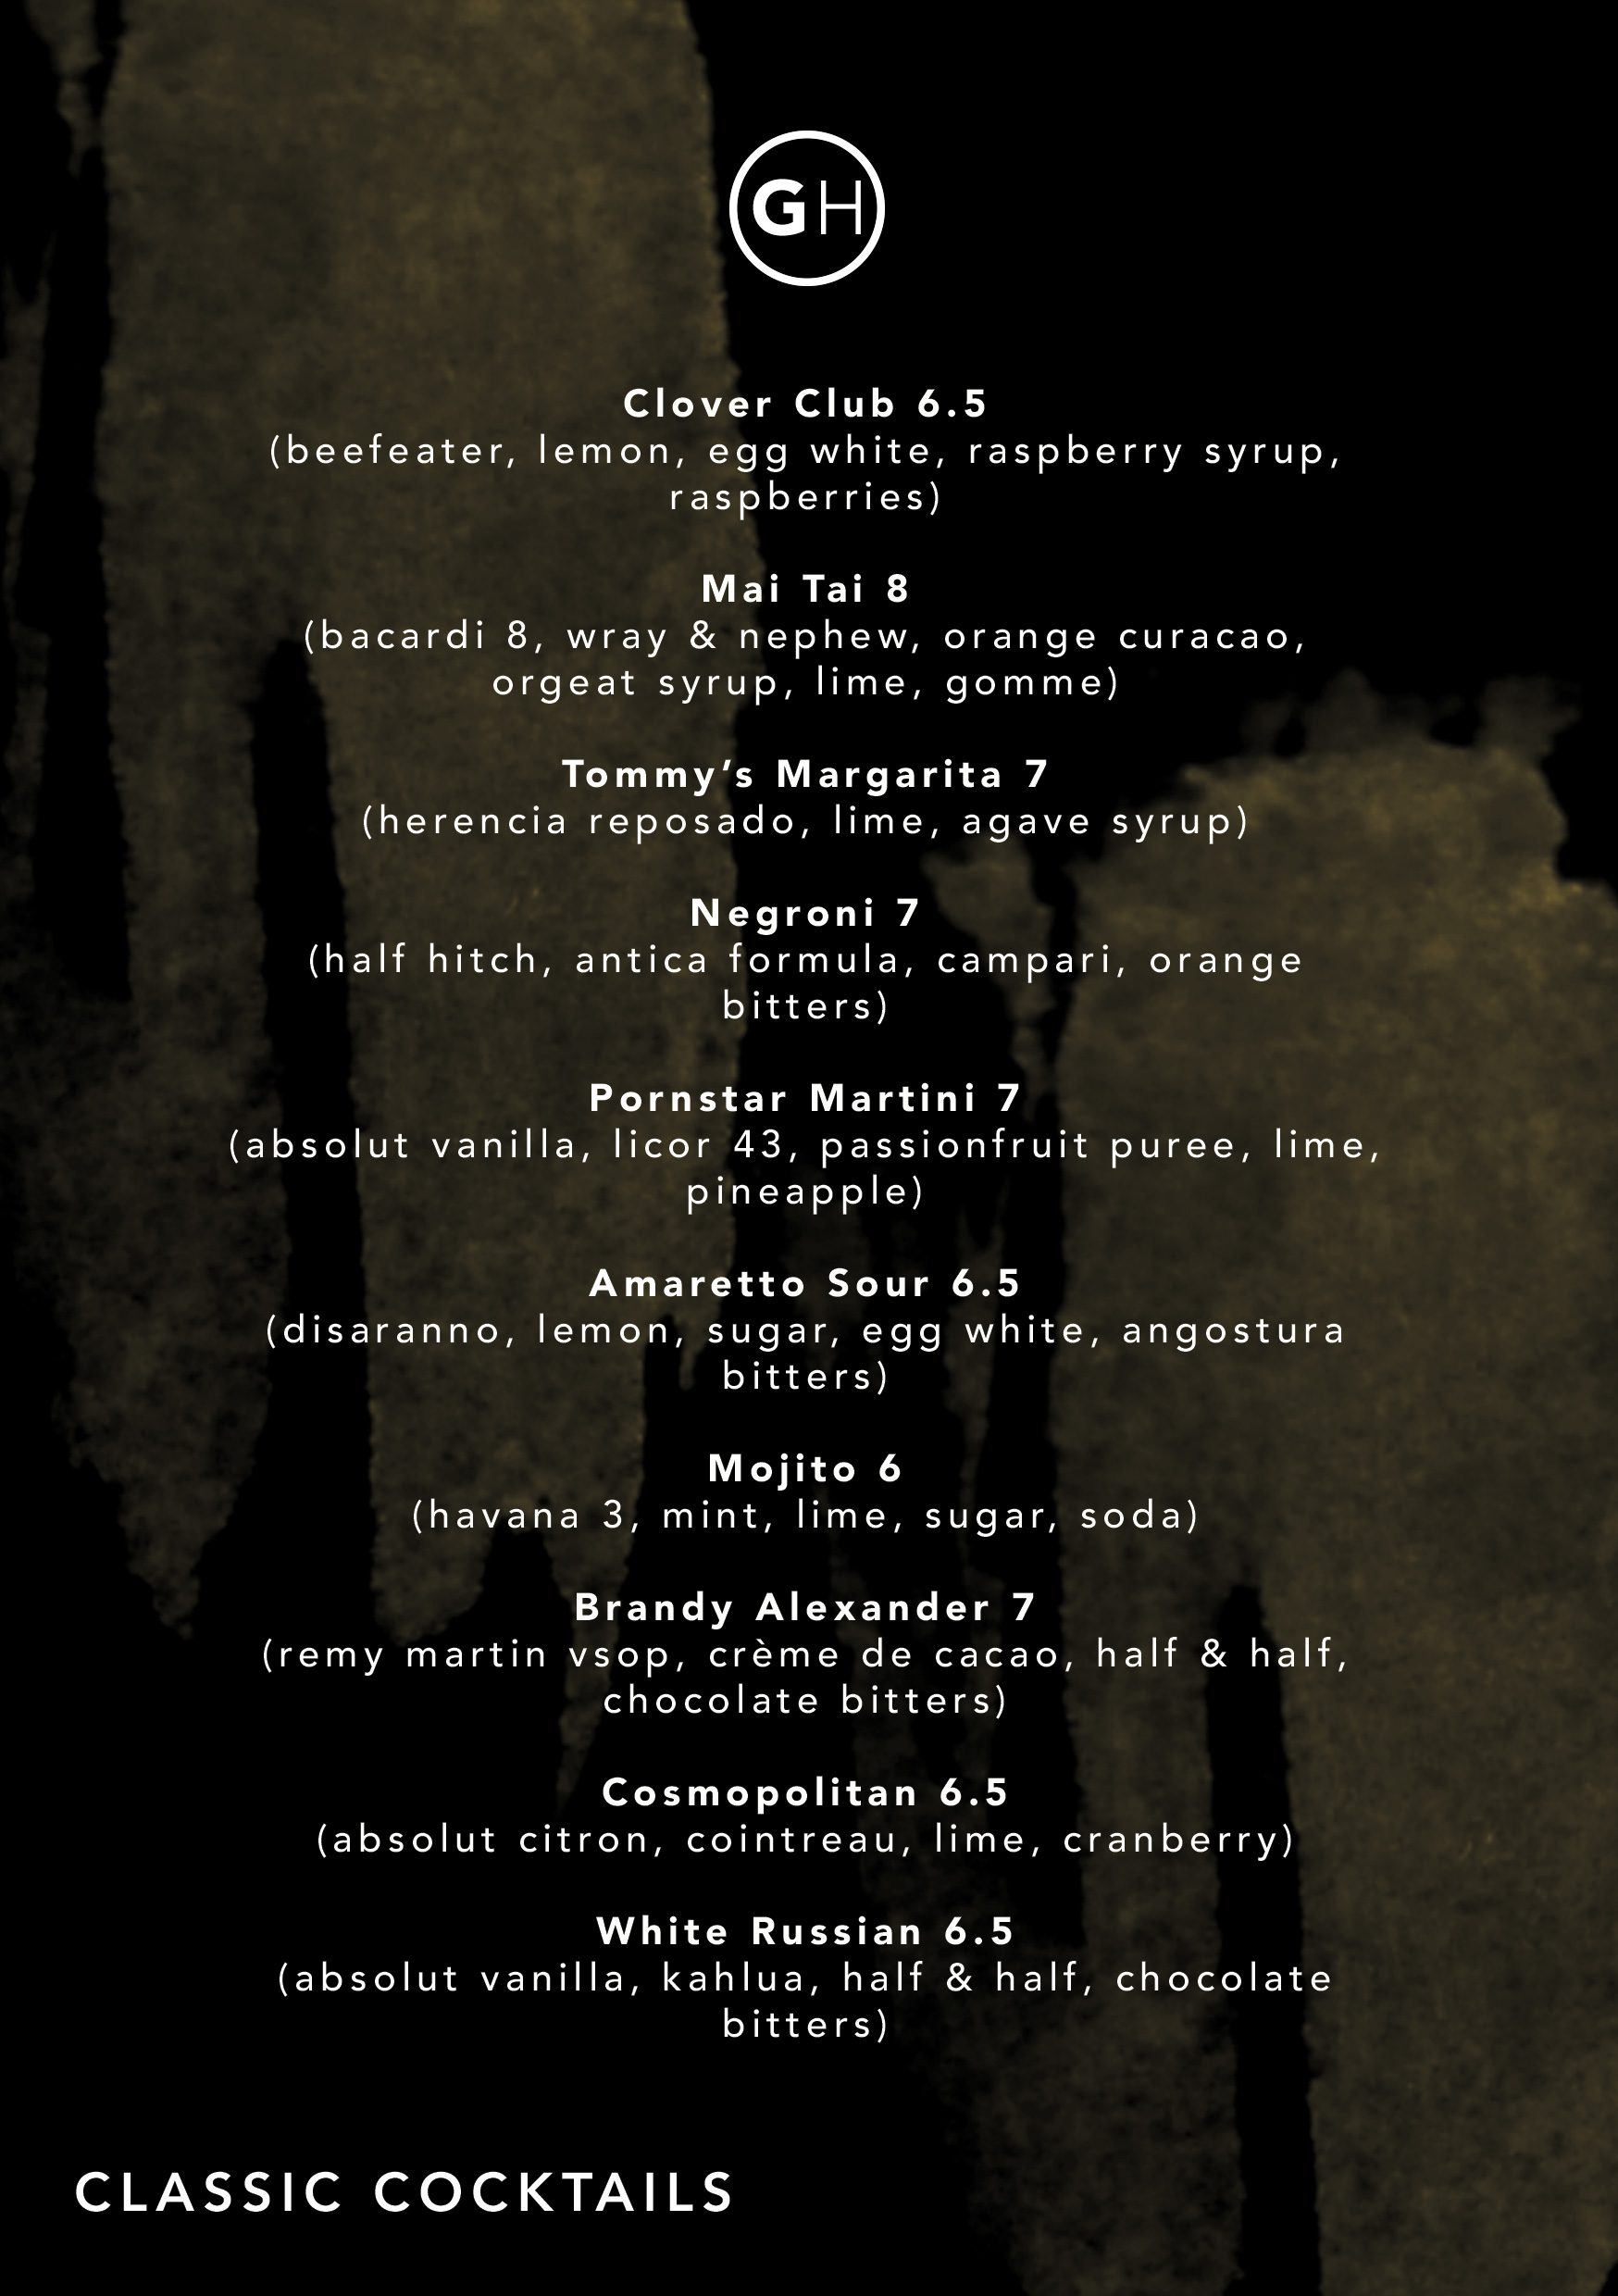 GH
Clover Club 6.5
(beefeater, lemon, egg white, raspberry syrup,
raspberries)
Mai Tai 8
(bacardi 8, wray & nephew, orange curacao,
orgeat syrup, lime, gomme)
Tommy’s Margarita 7
(herencia reposado, lime, agave syrup)
Negroni 7
(half hitch, antica formula, campari, orange
bitters)
Pornstar Martini 7
(absolut vanilla, licor 43, passionfruit puree, lime,
pineapple)
Amaretto Sour 6.5
(disaranno, lemon, sugar, egg white, angostura
bitters)
Mojito 6
(havana 3, mint, lime, sugar, soda)
Brandy Alexander 7
(remy martin vsop, crème de cacao, half & half,
chocolate bitters)
Cosmopolitan 6.5
(absolut citron, cointreau, lime, cranberry)
White Russian 6.5
(absolut vanilla, kahlua, half & half, chocolate
bitters)
CLASSIC COCKTAILS